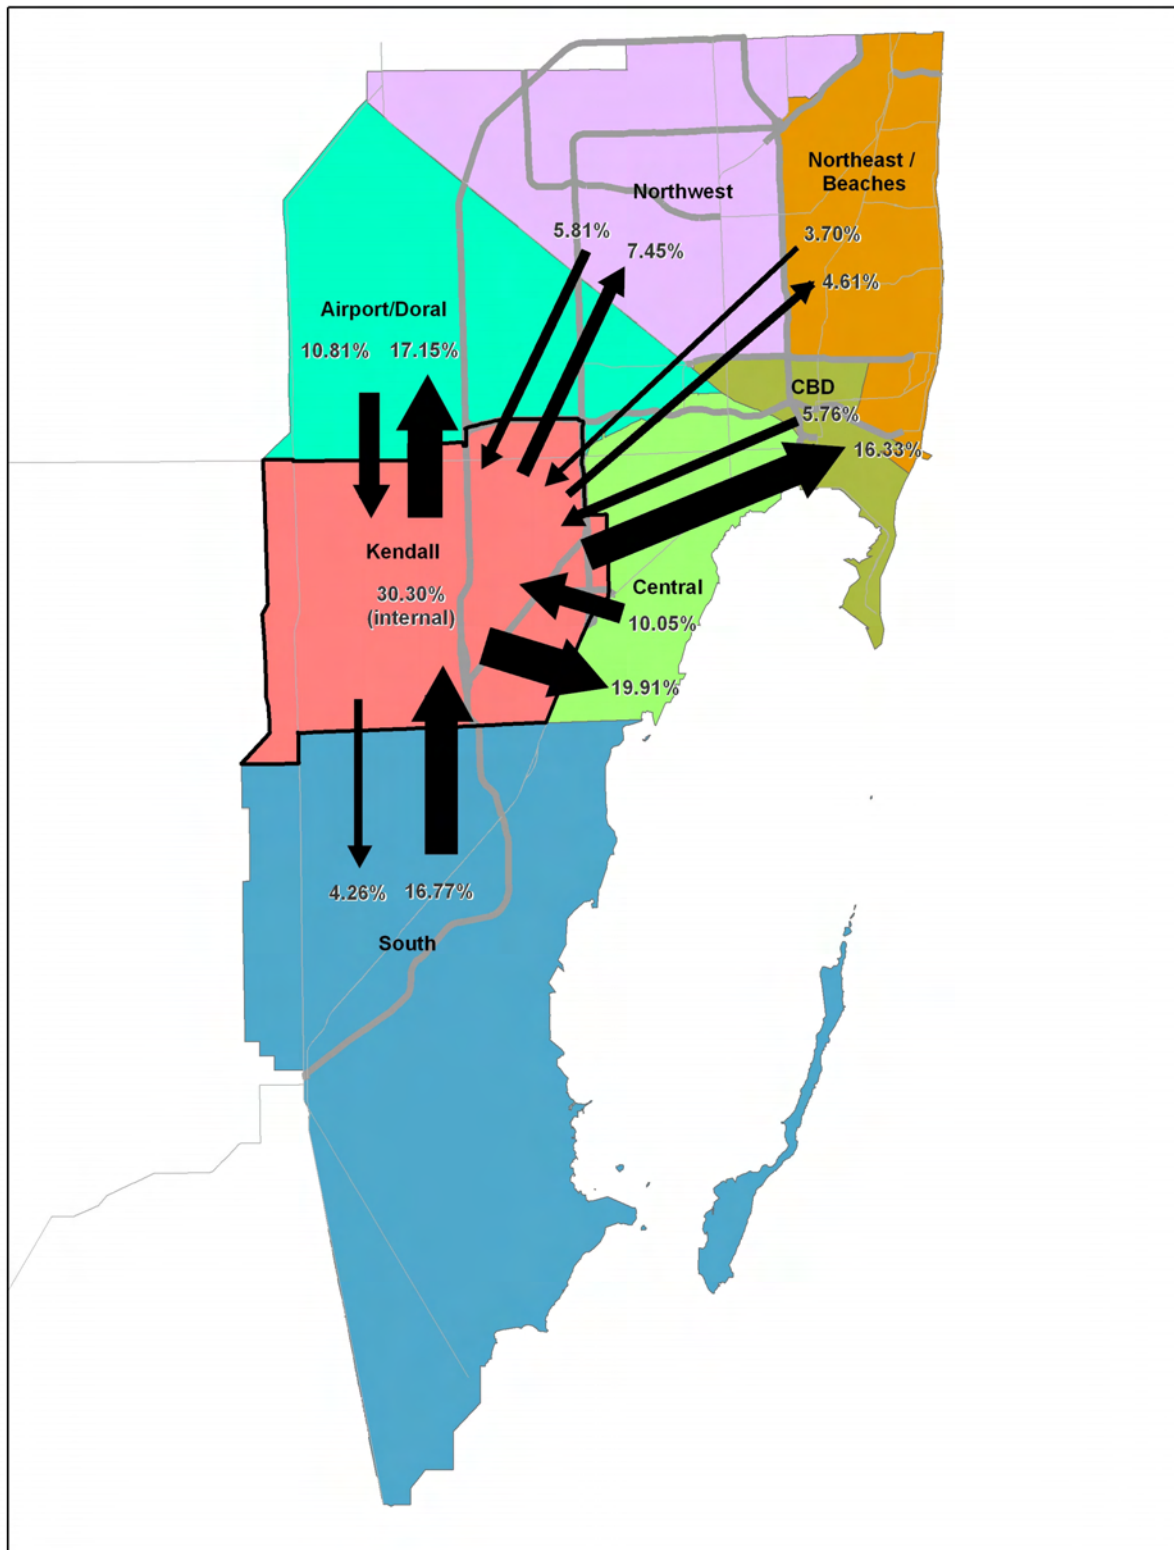 Northeast /
Beaches
Northwest
5.81%
7.45%
3.70%
4.61%
Airport/Doral
10.81% 17.15%
CBD
5.76%
16.33%
Kendall
30.30%
(internal)
Central
10.05%
19.91%
4.26% 16.77%
South